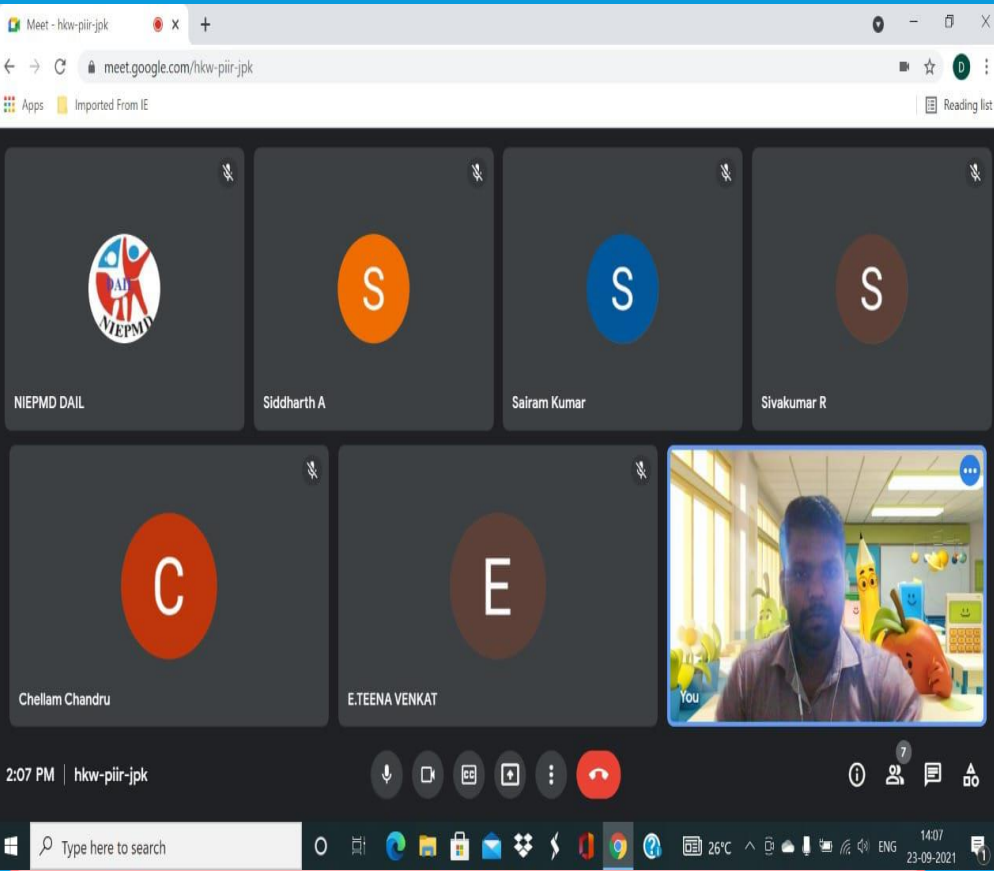 Meet - hkw-piir-jpk
meet.google.com/hkw-piir-jpk
D
Apps Imported From IE Reading list
DAIL
NIEPMD
S
S
S
NIEPMD DAIL
Siddharth A
Sairam Kumar
Sivakumar R
C
E
Chellam Chandru
E.TEENA VENKAT
You
2:07 PM | hkw-piir-jpk
CC
7
Type here to search
26°C
ENG
14:07
23-09-2021
1